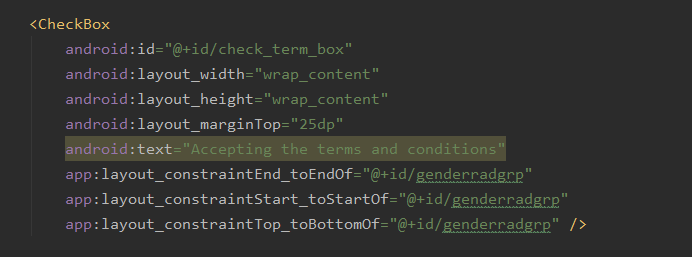 <CheckBox
android:id="@+id/check_term_box"
android:layout_width="wrap_content"
android:layout_height="wrap_content"
android:layout_marginTop="25dp"
android:text="Accepting the terms and conditions"
app:layout_constraintEnd_toEndOf="@+id/genderradgrp"
app:layout_constraintStart_toStartOf="@+id/genderradgrp"
app:layout_constraintTop_toBottomOf="@+id/genderradgrp" />